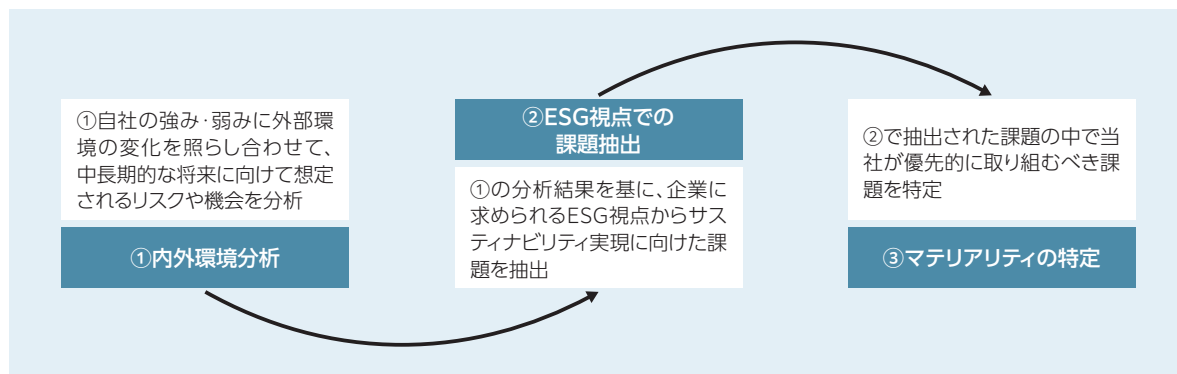 ①自社の強み・弱みに外部環
境の変化を照らし合わせて、
中長期的な将来に向けて想定
されるリスクや機会を分析
①内外環境分析
②ESG視点での
課題抽出
①の分析結果を基に、企業に
求められるESG視点からサス
ティナビリティ実現に向けた課
題を抽出
②で抽出された課題の中で当
社が優先的に取り組むべき課
題を特定
③マテリアリティの特定